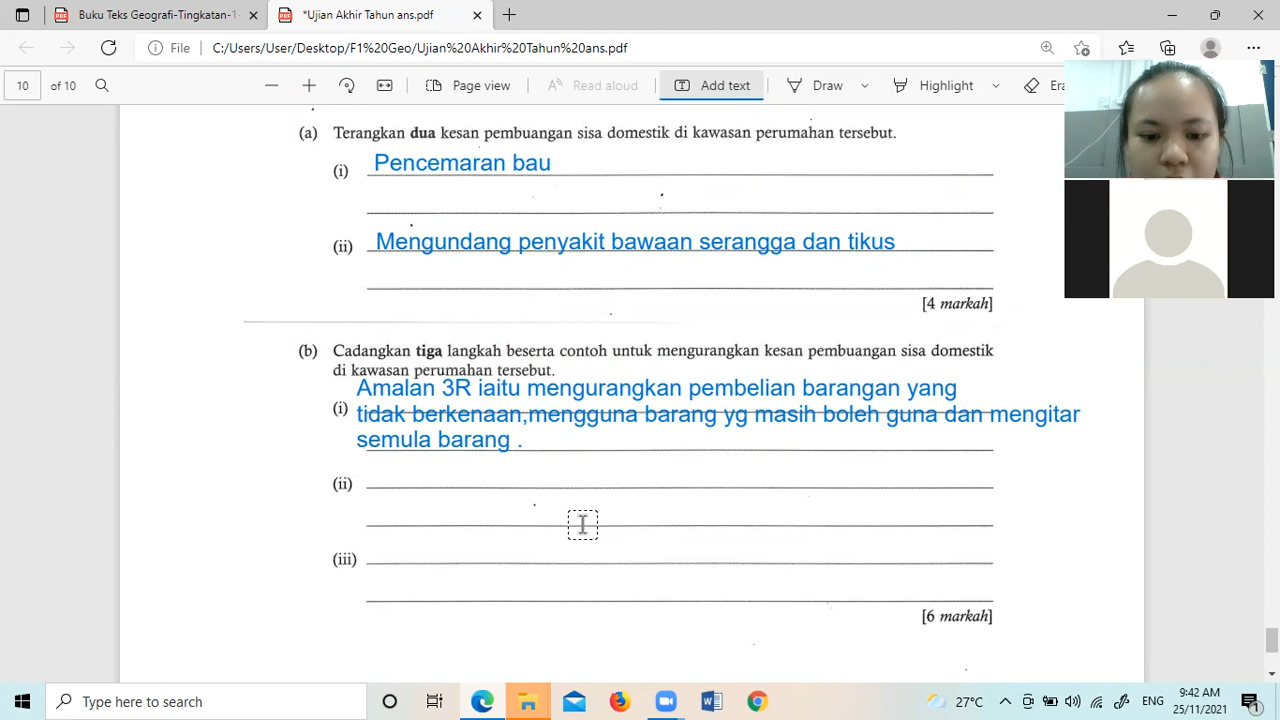 Buku Teks Geografi-Tingkatan-1-
*Ujian Akhir Tahun ans.pdf
File C:/Users/User/Desktop/F1%20Geo/Ujian%20Akhir%20Tahun%20ans.pdf
10 of 10 Page view Read aloud Add text Draw Highlight
(a) Terangkan dua kesan pembuangan sisa domestik di kawasan perumahan tersebut.
(i) Pencemaran bau
(ii) Mengundang penyakit bawaan serangga dan tikus
[4 markah]
(b) Cadangkan tiga langkah beserta contoh untuk mengurangkan kesan pembuangan sisa domestik
di kawasan perumahan tersebut.
Amalan 3R iaitu mengurangkan pembelian barangan yang
(i) tidak berkenaan,mengguna barang yg masih boleh guna dan mengitar
semula barang .
(ii)
(iii)
[6 markah]
Type here to search
27°C ENG 9:42 AM
25/11/2021